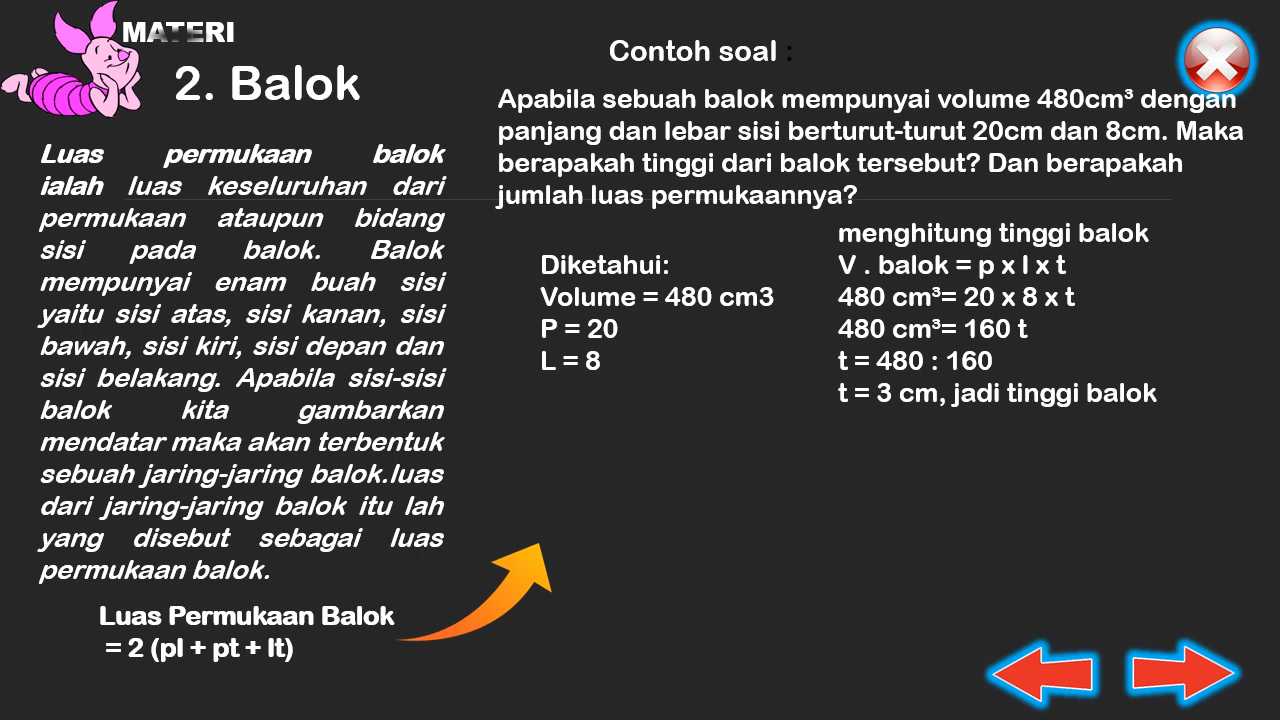 MATERI
2. Balok
Luas permukaan balok
ialah luas keseluruhan dari
permukaan ataupun bidang
sisi pada balok. Balok
mempunyai enam buah sisi
yaitu sisi atas, sisi kanan, sisi
bawah, sisi kiri, sisi depan dan
sisi belakang. Apabila sisi-sisi
balok kita gambarkan
mendatar maka akan terbentuk
sebuah jaring-jaring balok.luas
dari jaring-jaring balok itu lah
yang disebut sebagai luas
permukaan balok.
Luas Permukaan Balok
= 2 (pl + pt + lt)
Contoh soal :
Apabila sebuah balok mempunyai volume 480cm³ dengan
panjang dan lebar sisi berturut-turut 20cm dan 8cm. Maka
berapakah tinggi dari balok tersebut? Dan berapakah
jumlah luas permukaannya?
Diketahui:
Volume = 480 cm3
P = 20
L = 8
menghitung tinggi balok
V . balok = p x l x t
480 cm³= 20 x 8 x t
480 cm³= 160 t
t = 480 : 160
t = 3 cm, jadi tinggi balok